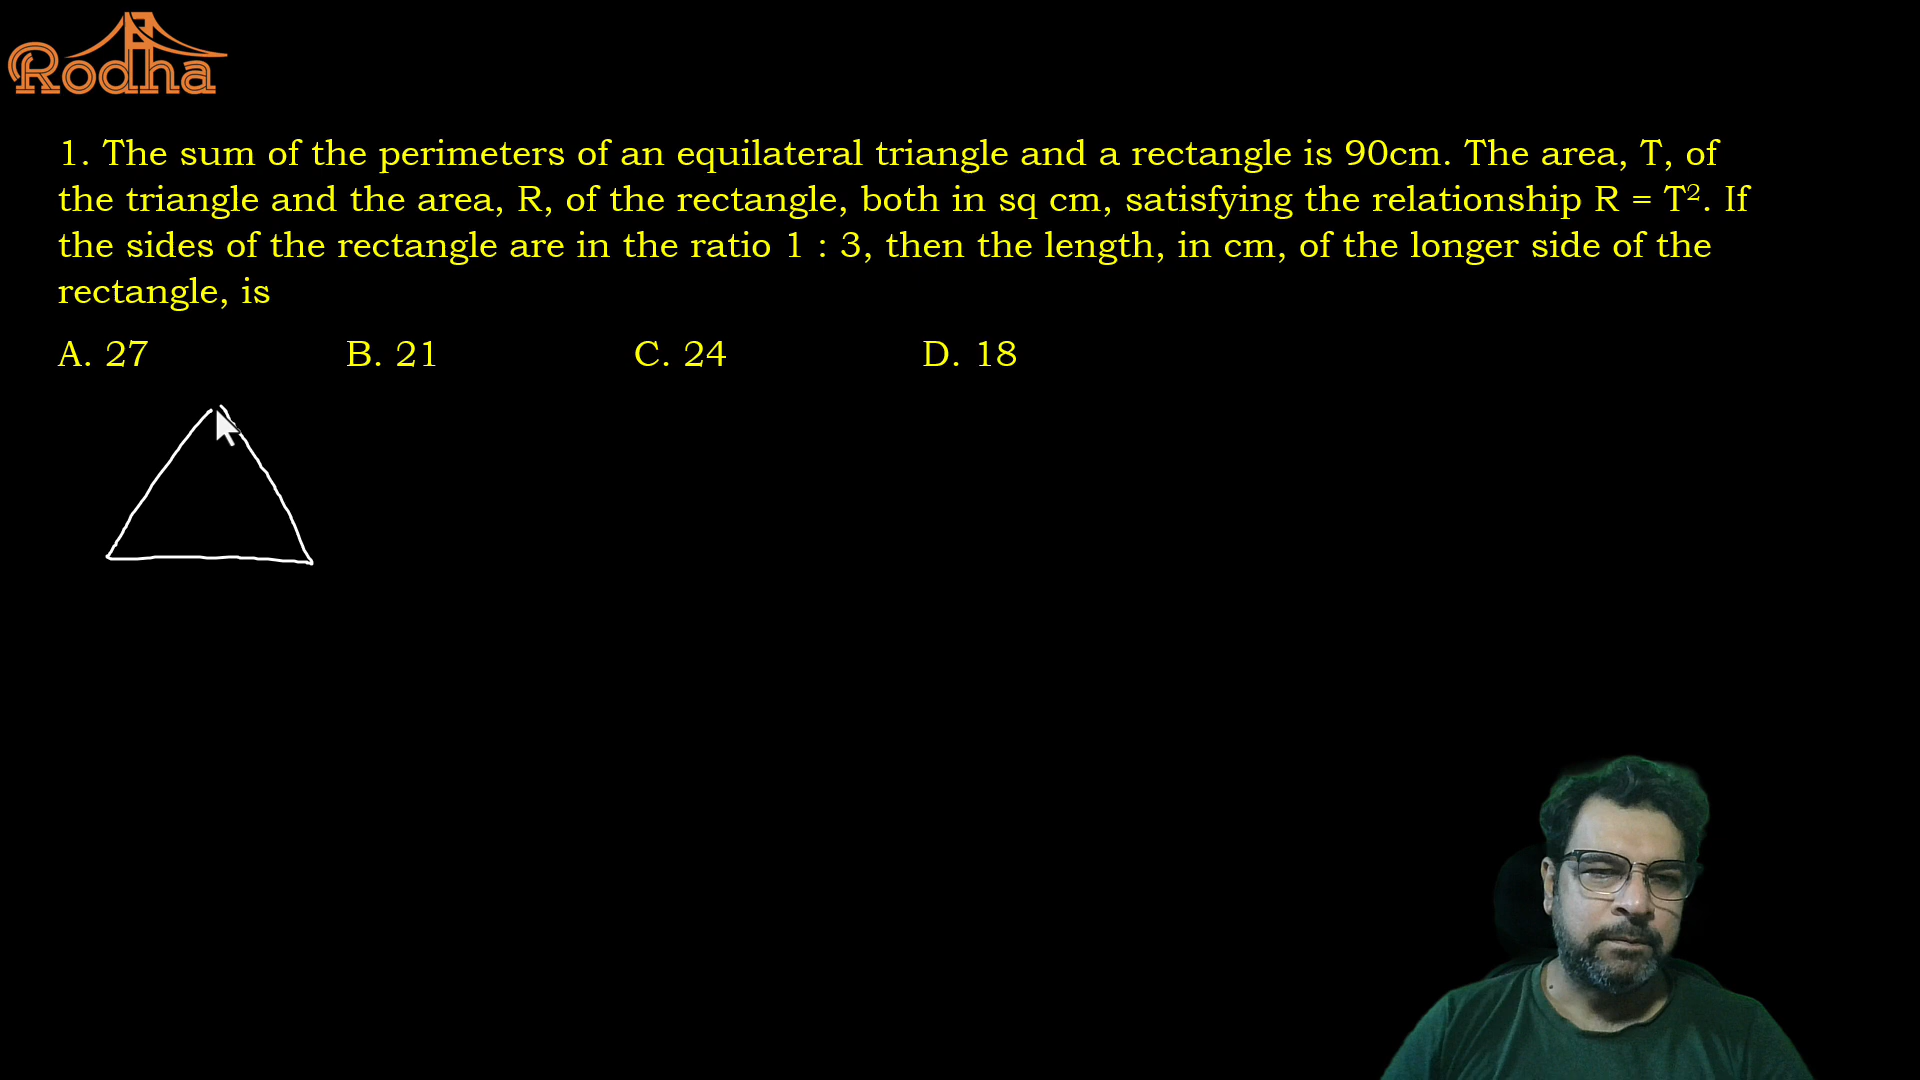 Rodha
1. The sum of the perimeters of an equilateral triangle and a rectangle is 90cm. The area, T, of
the triangle and the area, R, of the rectangle, both in sq cm, satisfying the relationship R = T². If
the sides of the rectangle are in the ratio 1 : 3, then the length, in cm, of the longer side of the
rectangle, is
A. 27 B. 21 C. 24 D. 18